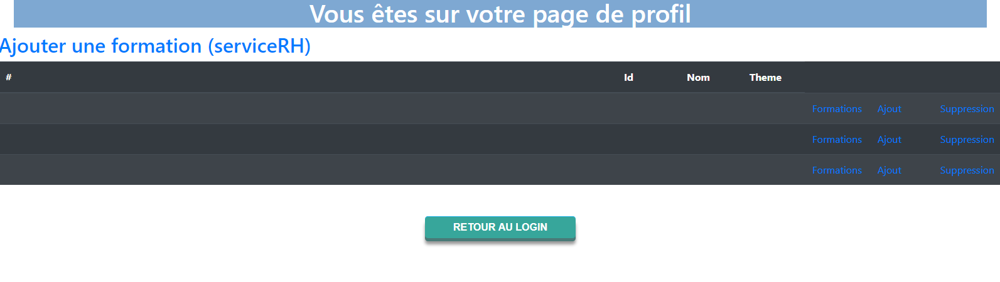 Vous êtes sur votre page de profil
Ajouter une formation (serviceRH)
# Id Nom Theme
Formations Ajout Suppression
Formations Ajout Suppression
Formations Ajout Suppression
RETOUR AU LOGIN